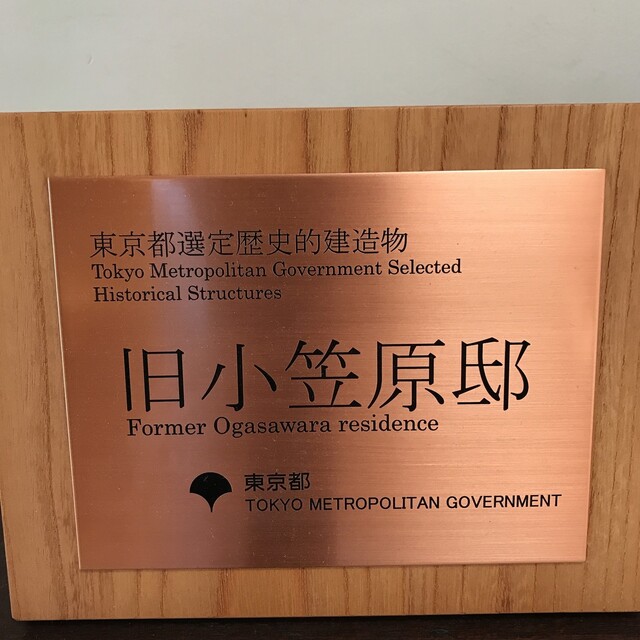 東京都選定歴史的建造物
Tokyo Metropolitan Government Selected
Historical Structures
旧小笠原邸
Former Ogasawara residence
東京都
TOKYO METROPOLITAN GOVERNMENT